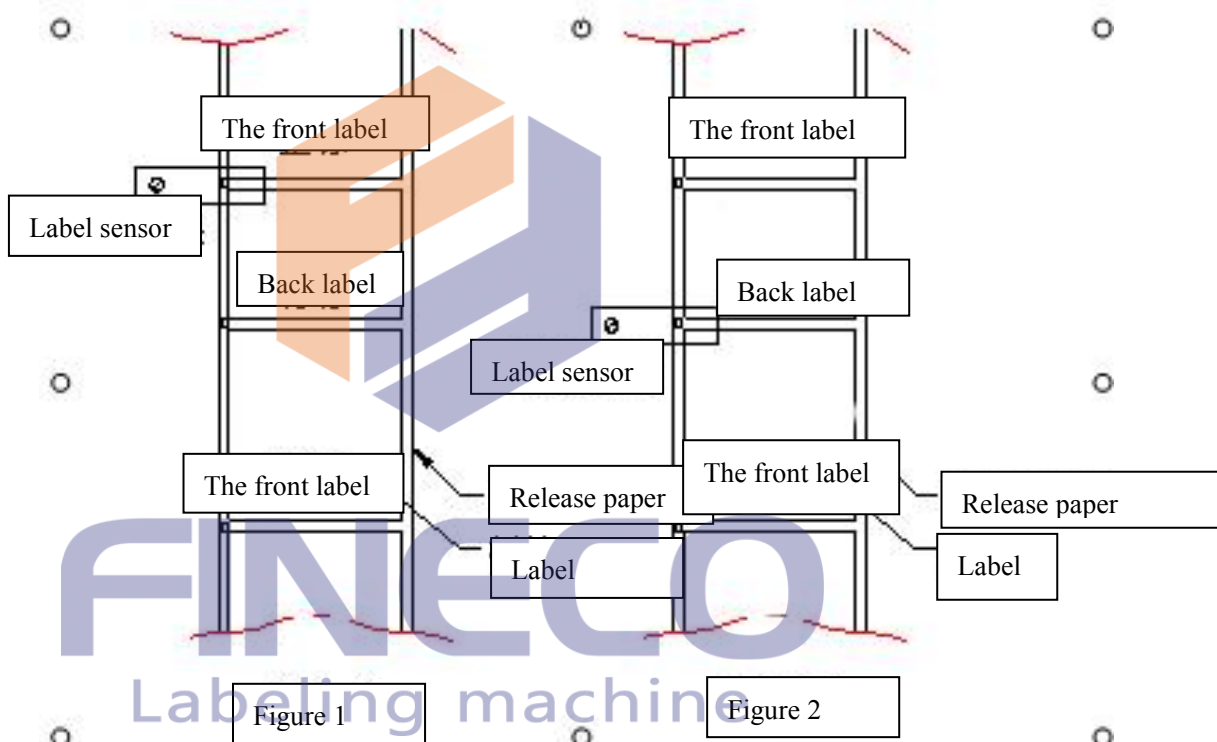 The front label
The front label
Label sensor
Back label
Back label
Label sensor
The front label
The front label
Release paper
Release paper
Label
Label
FINECO
Labeling machine
Figure 1
Figure 2